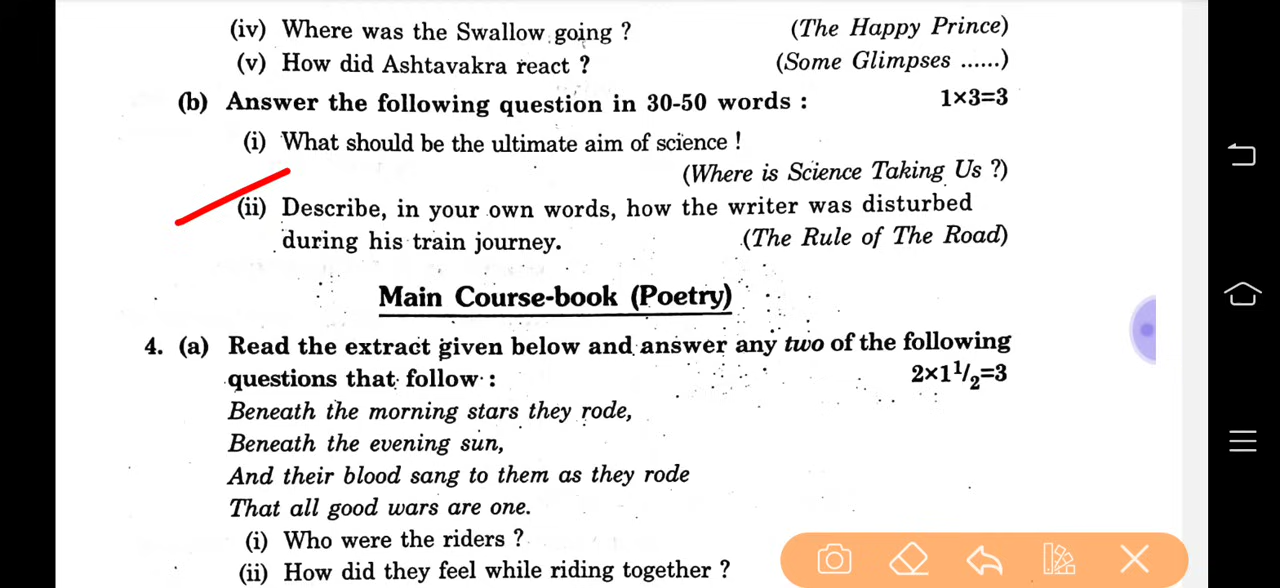 (iv) Where was the Swallow going ? (The Happy Prince)
(v) How did Ashtavakra react ? (Some Glimpses ......)
(b) Answer the following question in 30-50 words : 1×3=3
(i) What should be the ultimate aim of science !
(Where is Science Taking Us ?)
(ii) Describe, in your own words, how the writer was disturbed
during his train journey. (The Rule of The Road)
Main Course-book (Poetry)
4. (a) Read the extract given below and answer any two of the following
questions that follow : 2×1 1/2=3
Beneath the morning stars they rode,
Beneath the evening sun,
And their blood sang to them as they rode
That all good wars are one.
(i) Who were the riders ?
(ii) How did they feel while riding together ?